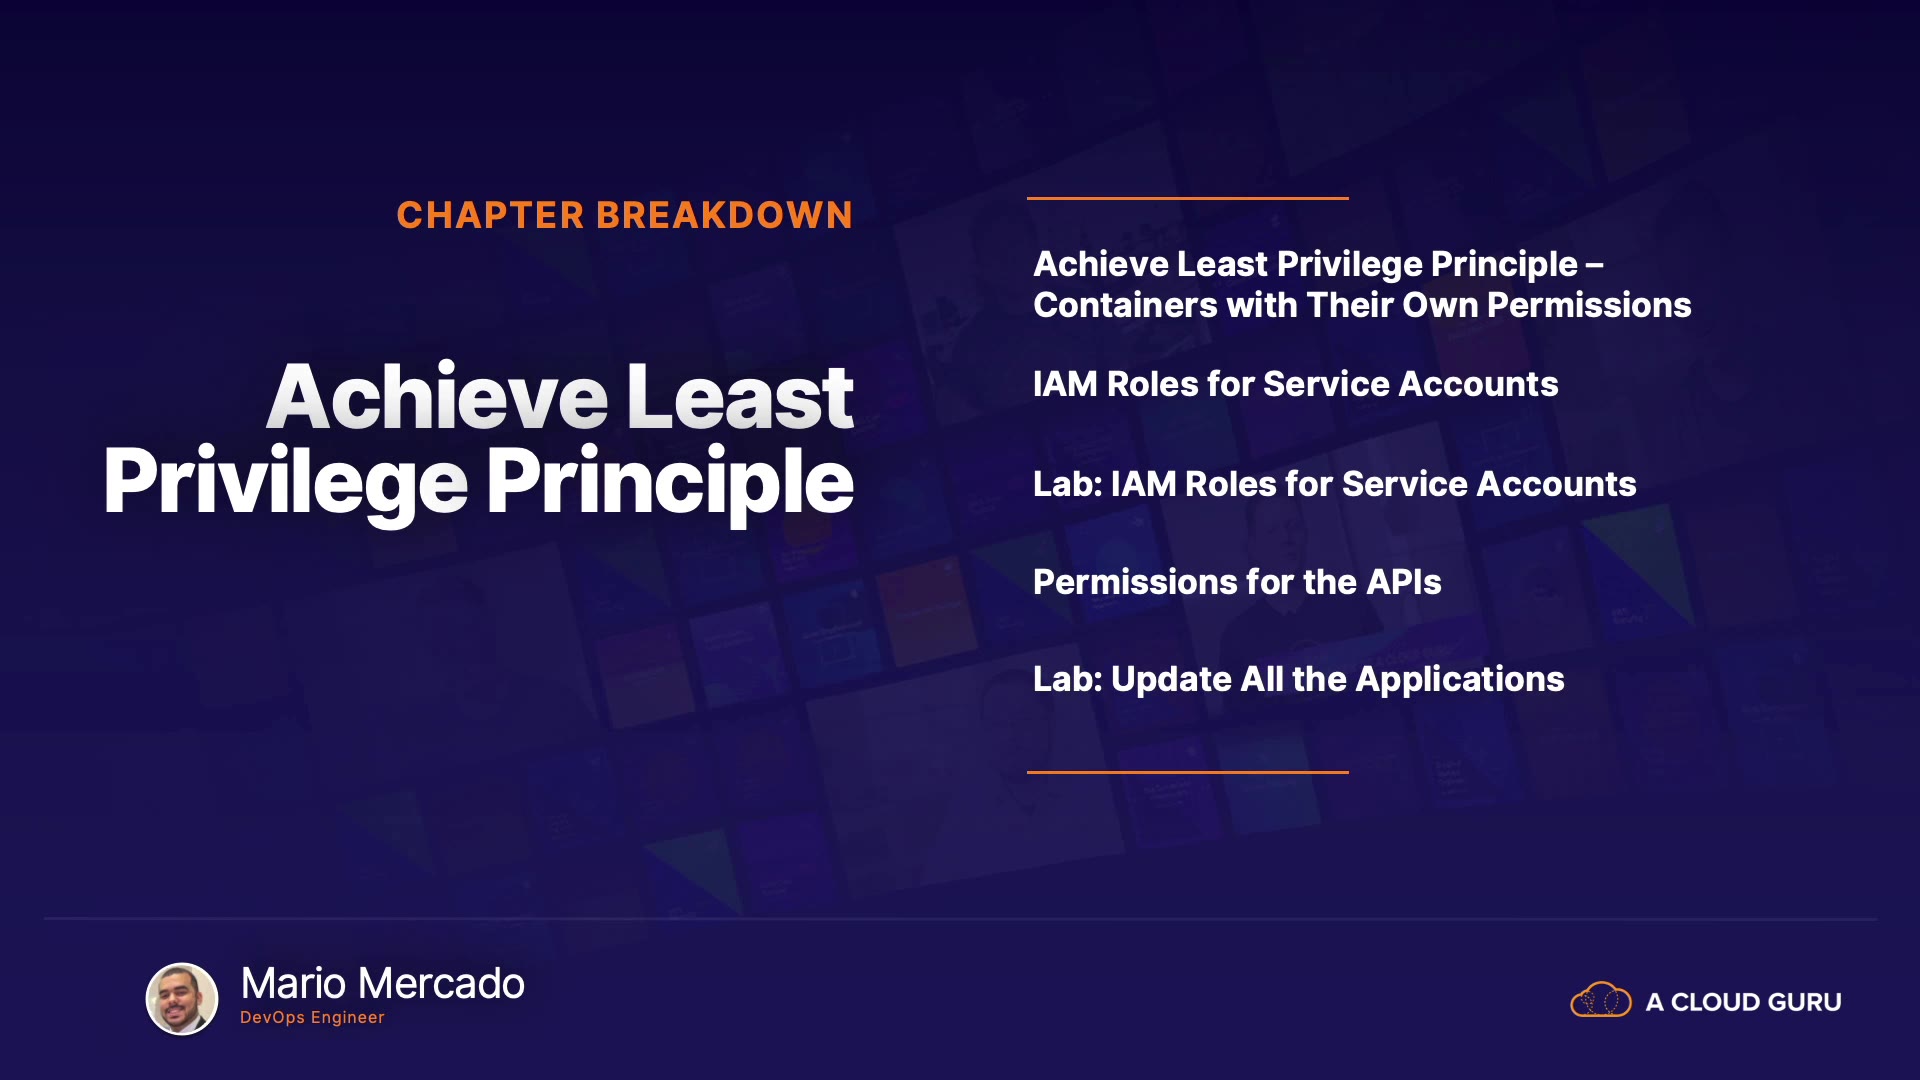 CHAPTER BREAKDOWN
Achieve Least
Privilege Principle
Achieve Least Privilege Principle –
Containers with Their Own Permissions
IAM Roles for Service Accounts
Lab: IAM Roles for Service Accounts
Permissions for the APIs
Lab: Update All the Applications
Mario Mercado
DevOps Engineer
A CLOUD GURU